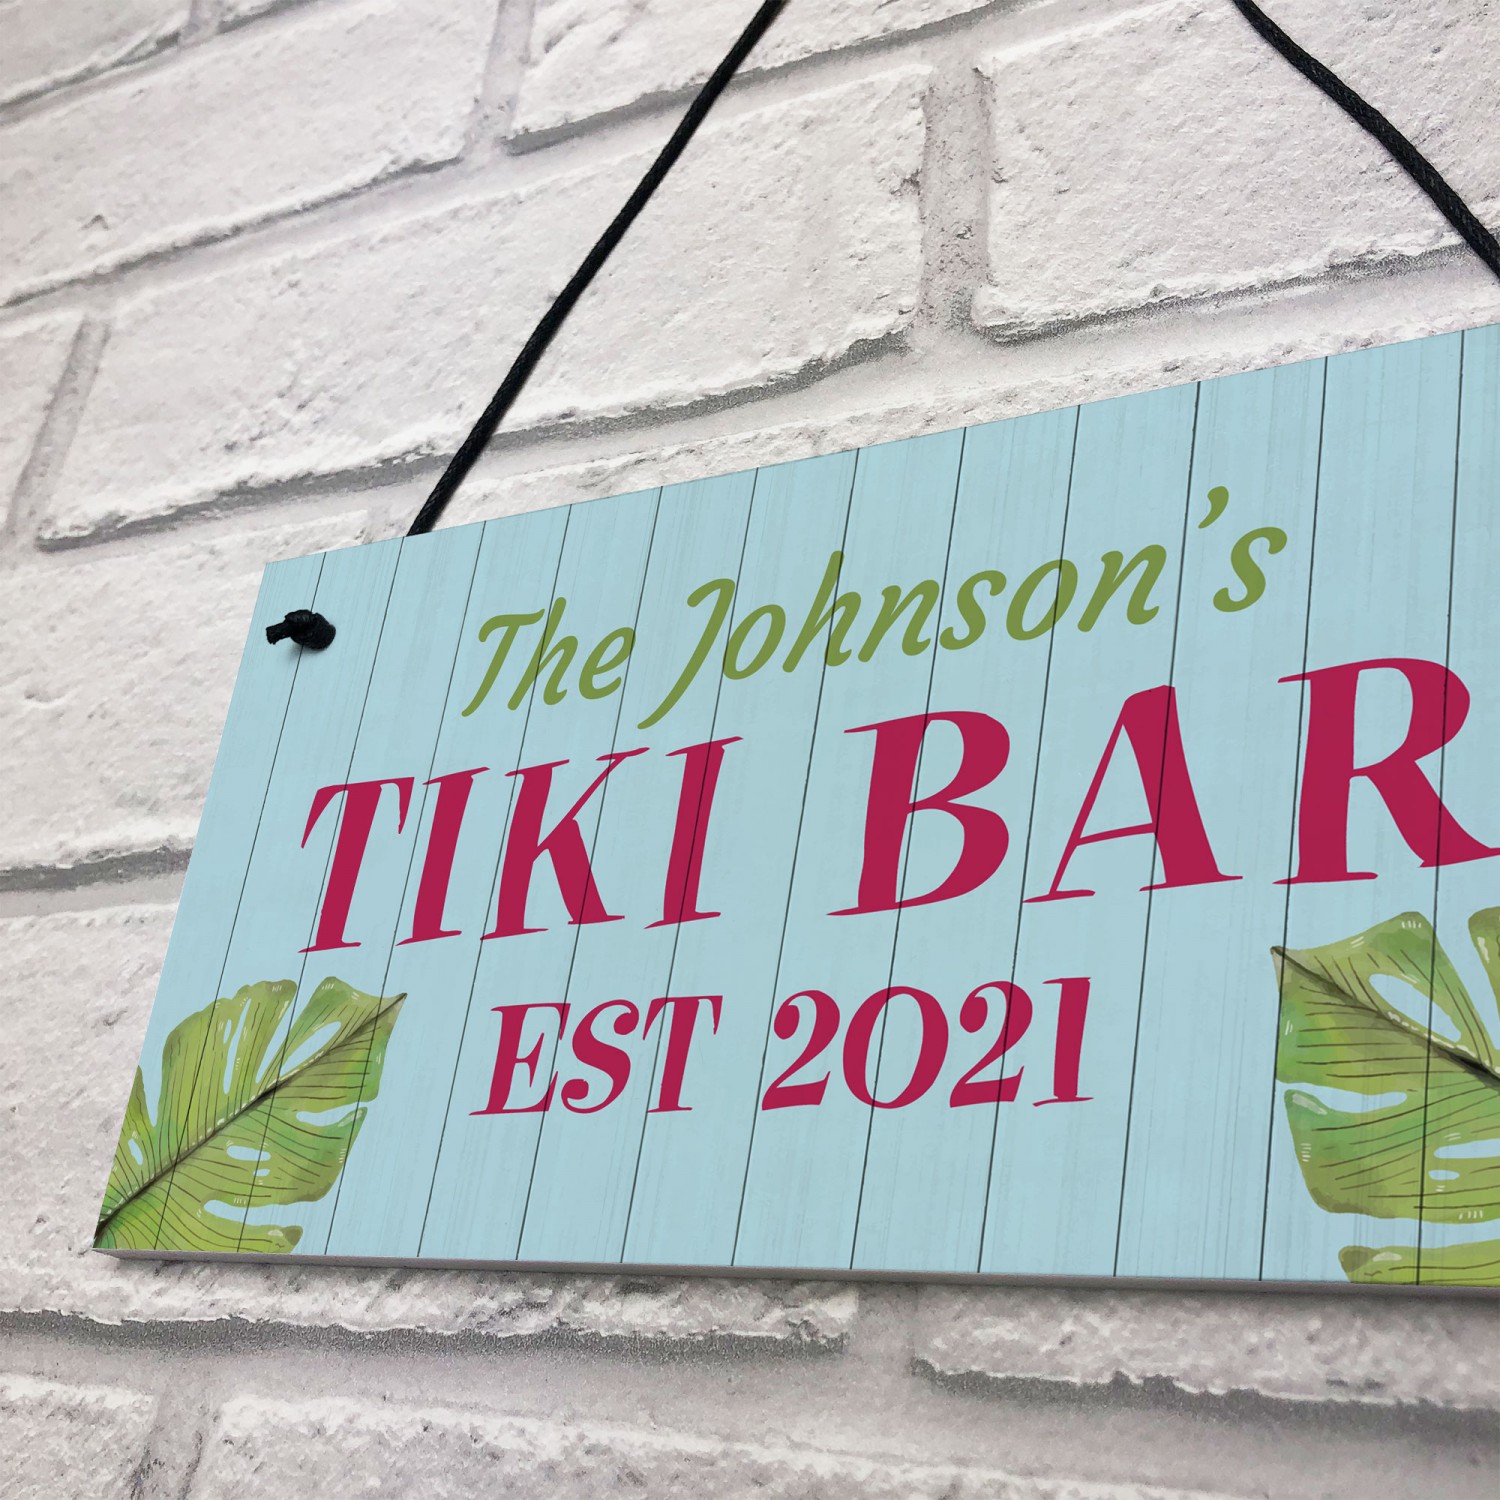 The Johnson's
TIKI BAR
EST 2021